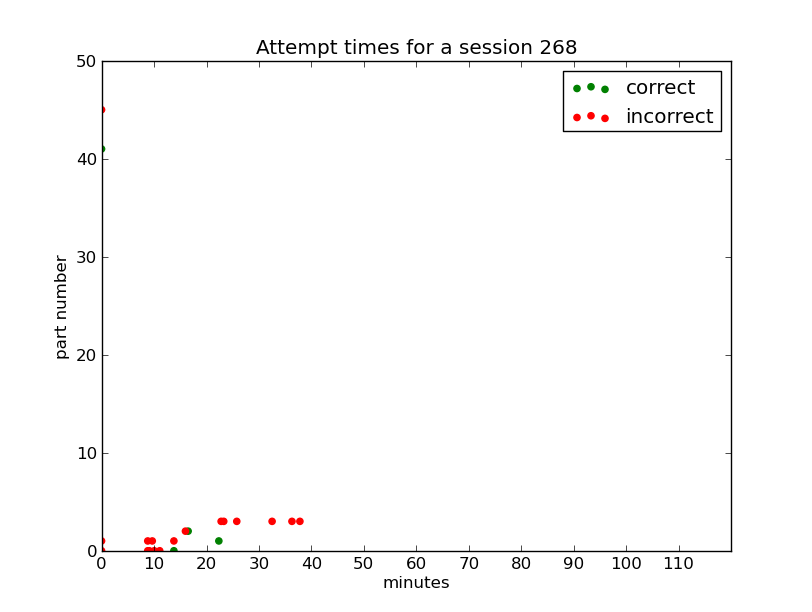 Attempt times for a session 268
correct
incorrect
50
40
30
20
10
0
part number
0 10 20 30 40 50 60 70 80 90 100 110
minutes